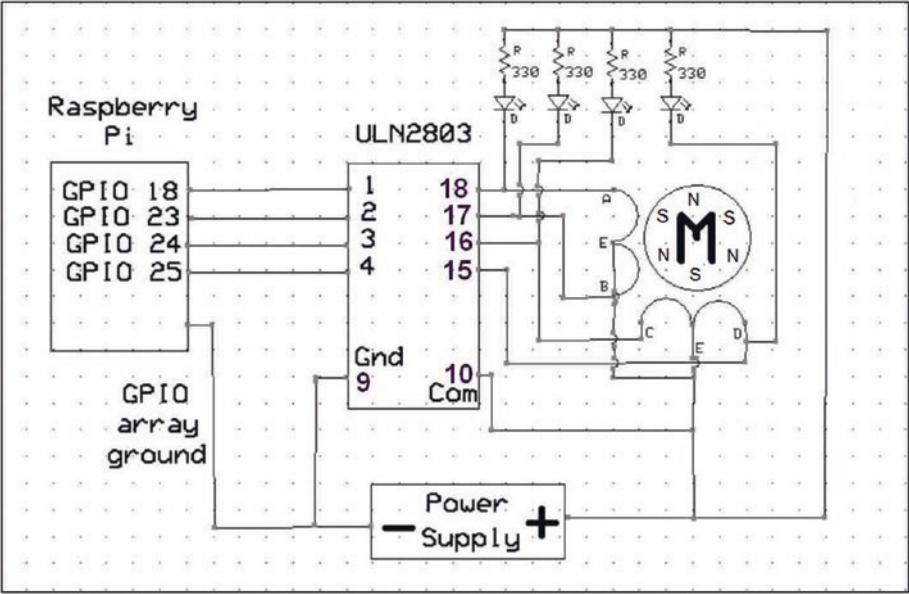 Raspberry
Pi
GPIO 18
GPIO 23
GPIO 24
GPIO 25
GPIO
array
ground
ULN2803
1
2
3
4
18
17
16
15
Gnd
9
10
Com
R
330
D
R
330
D
R
330
D
R
330
D
A
E
B
C
E
D
N
S
S
M
N
N
S
Power
Supply
−
+